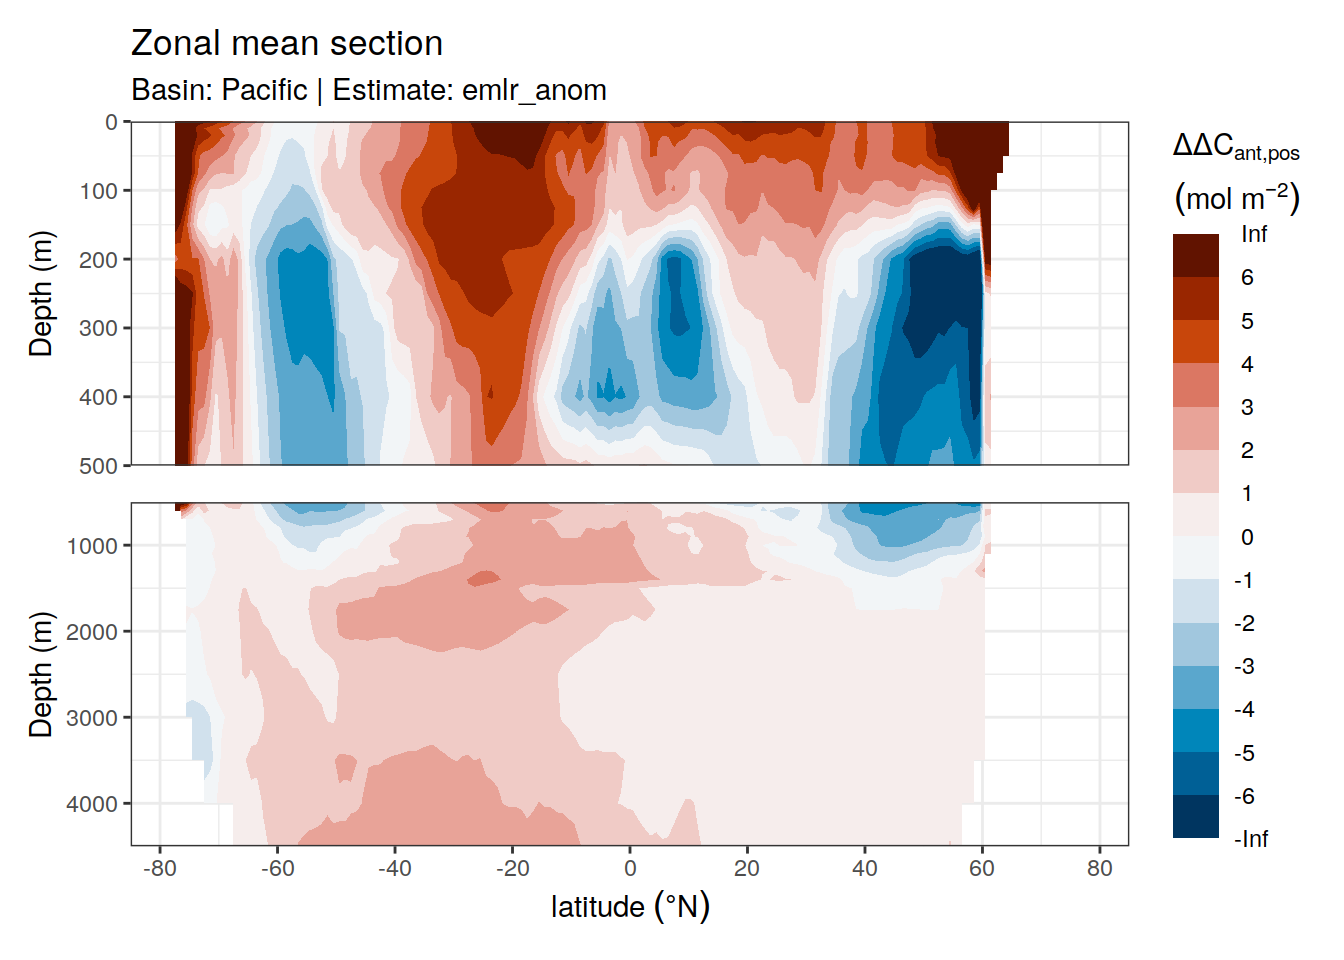 Zonal mean section
Basin: Pacific | Estimate: emlr_anom
ΔΔCant,pos
(mol m−2)
Inf
6
5
4
3
2
1
0
-1
-2
-3
-4
-5
-6
-Inf
Depth (m)
0
100
200
300
400
500
Depth (m)
1000
2000
3000
4000
-80 -60 -40 -20 0 20 40 60 80
latitude (°N)